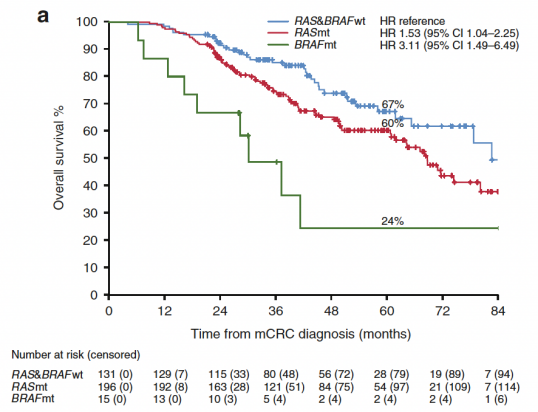 a
RAS&BRAFwt HR reference
RASmt HR 1.53 (95% CI 1.04–2.25)
BRAFmt HR 3.11 (95% CI 1.49–6.49)
Overall survival %
100
90
80
70
60
50
40
30
20
10
0
67%
60%
24%
0 12 24 36 48 60 72 84
Time from mCRC diagnosis (months)
Number at risk (censored)
RAS&BRAFwt 131 (0) 129 (7) 115 (33) 80 (48) 56 (72) 28 (79) 19 (89) 7 (94)
RASmt 196 (0) 192 (8) 163 (28) 121 (51) 84 (75) 54 (97) 21 (109) 7 (114)
BRAFmt 15 (0) 13 (0) 10 (3) 5 (4) 2 (4) 2 (4) 2 (4) 1 (6)